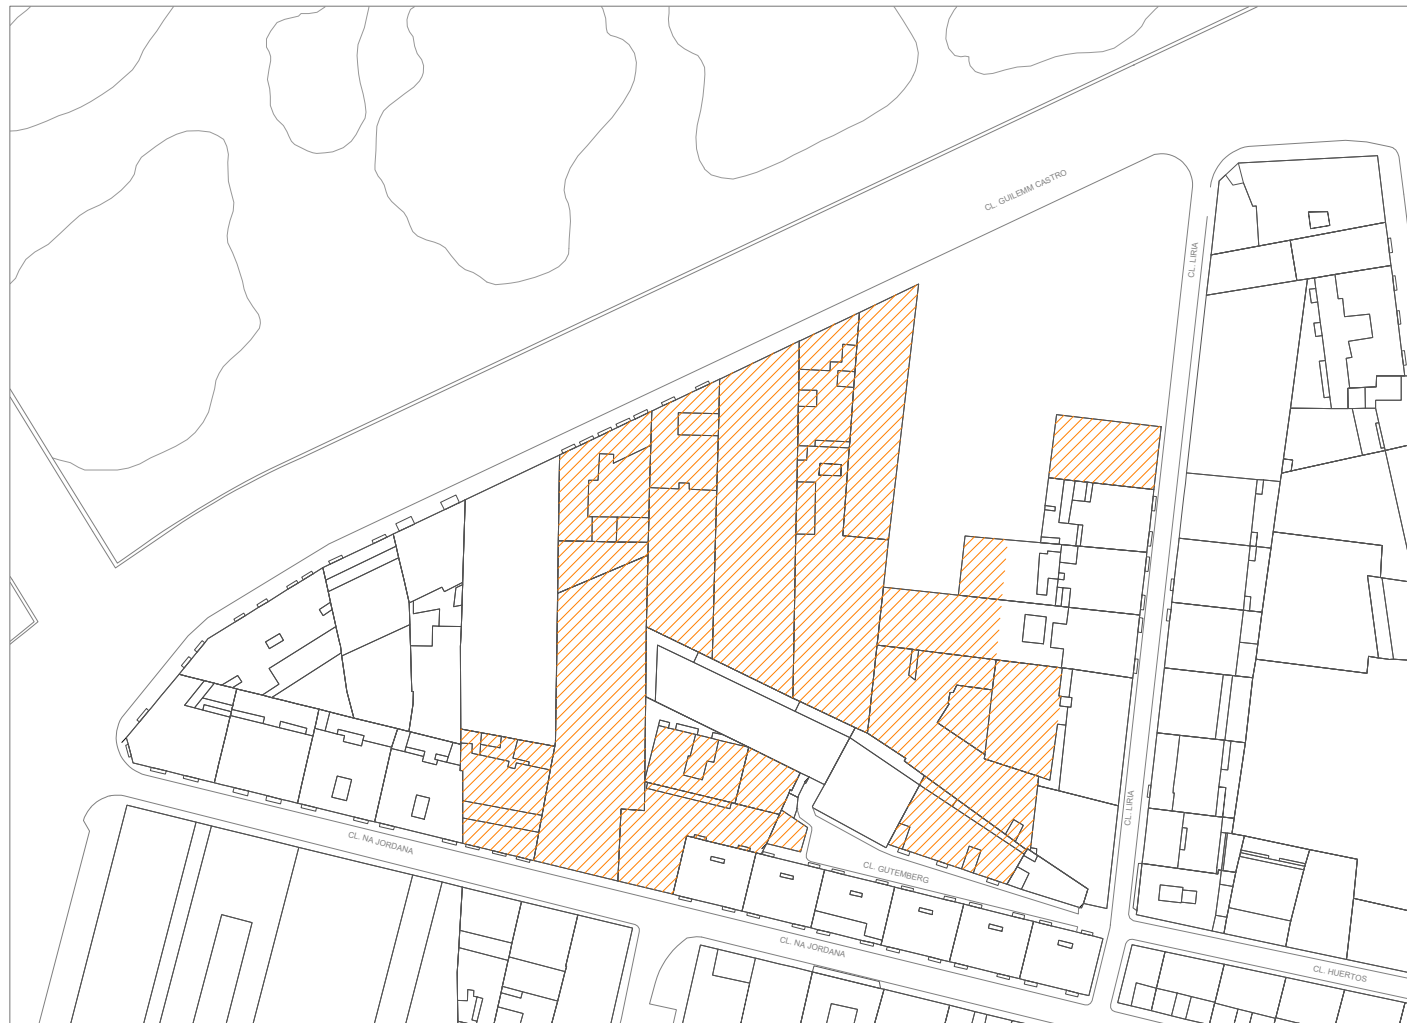 CL. GUILEMM CASTRO
CL. LIRIA
CL. LIRIA
CL. NA JORDANA
CL. GUTEMBERG
CL. NA JORDANA
CL. HUERTOS